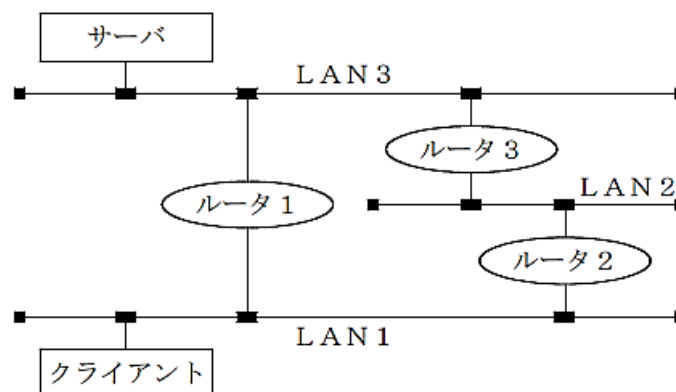 サーバ
ＬＡＮ３
ルータ３
ルータ１
ＬＡＮ２
ルータ２
ＬＡＮ１
クライアント